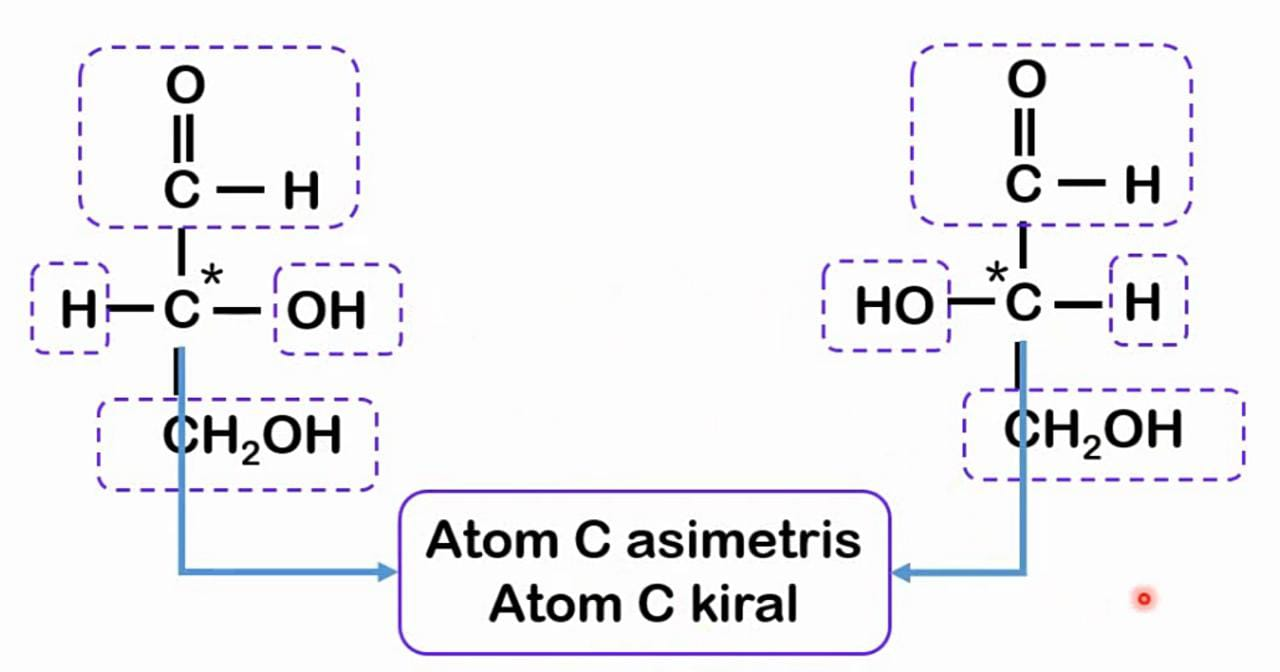 O
||
C — H
H—C*— OH
CH₂OH
O
||
C — H
HO—*C — H
CH₂OH
Atom C asimetris
Atom C kiral